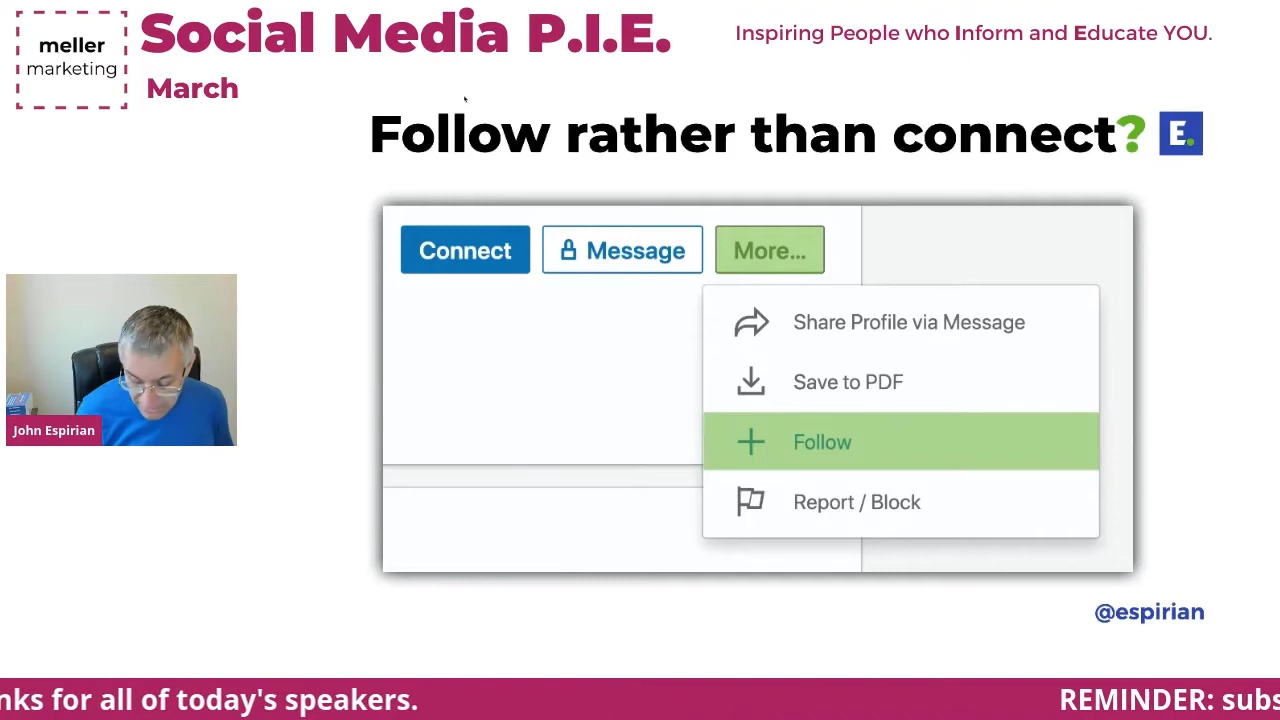 meller
marketing
Social Media P.I.E.
March
Inspiring People who Inform and Educate YOU.
Follow rather than connect?
E.
Connect
Message
More...
Share Profile via Message
Save to PDF
Follow
Report / Block
John Espirian
@espirian
nks for all of today's speakers.
REMINDER: subs